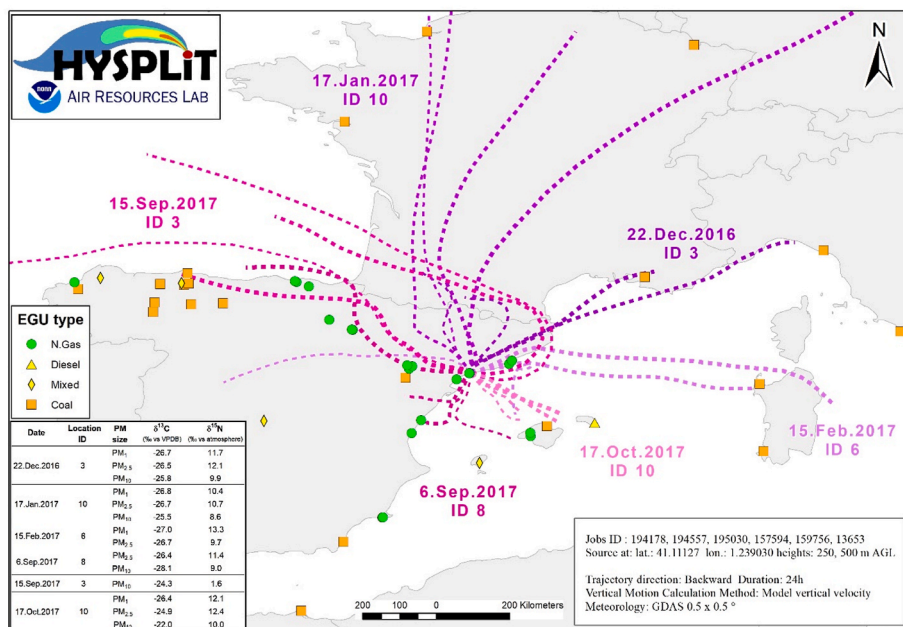 HYSPLIT
NOAA
AIR RESOURCES LAB
N
17.Jan.2017
ID 10
15.Sep.2017
ID 3
22.Dec.2016
ID 3
15.Feb.2017
ID 6
17.Oct.2017
ID 10
6.Sep.2017
ID 8
EGU type
N.Gas
Diesel
Mixed
Coal
Date Location ID PM size δ13C (‰ vs VPDB) δ15N (‰ vs atmosphere)
22.Dec.2016 3 PM1 -26.7 11.7
PM2.5 -26.5 12.1
PM10 -25.8 9.9
17.Jan.2017 10 PM1 -26.8 10.4
PM2.5 -26.7 10.7
PM10 -25.5 8.6
15.Feb.2017 6 PM1 -27.0 13.3
PM2.5 -26.7 9.7
6.Sep.2017 8 PM2.5 -26.4 11.4
PM10 -28.1 9.0
15.Sep.2017 3 PM10 -24.3 1.6
17.Oct.2017 10 PM1 -26.4 12.1
PM2.5 -24.9 12.4
PM10 -22.0 10.0
200 100 0 200 Kilometers
Jobs ID : 194178, 194557, 195030, 157594, 159756, 13653
Source at: lat.: 41.11127 lon.: 1.239030 heights: 250, 500 m AGL.
Trajectory direction: Backward Duration: 24h
Vertical Motion Calculation Method: Model vertical velocity
Meteorology: GDAS 0.5 x 0.5 °